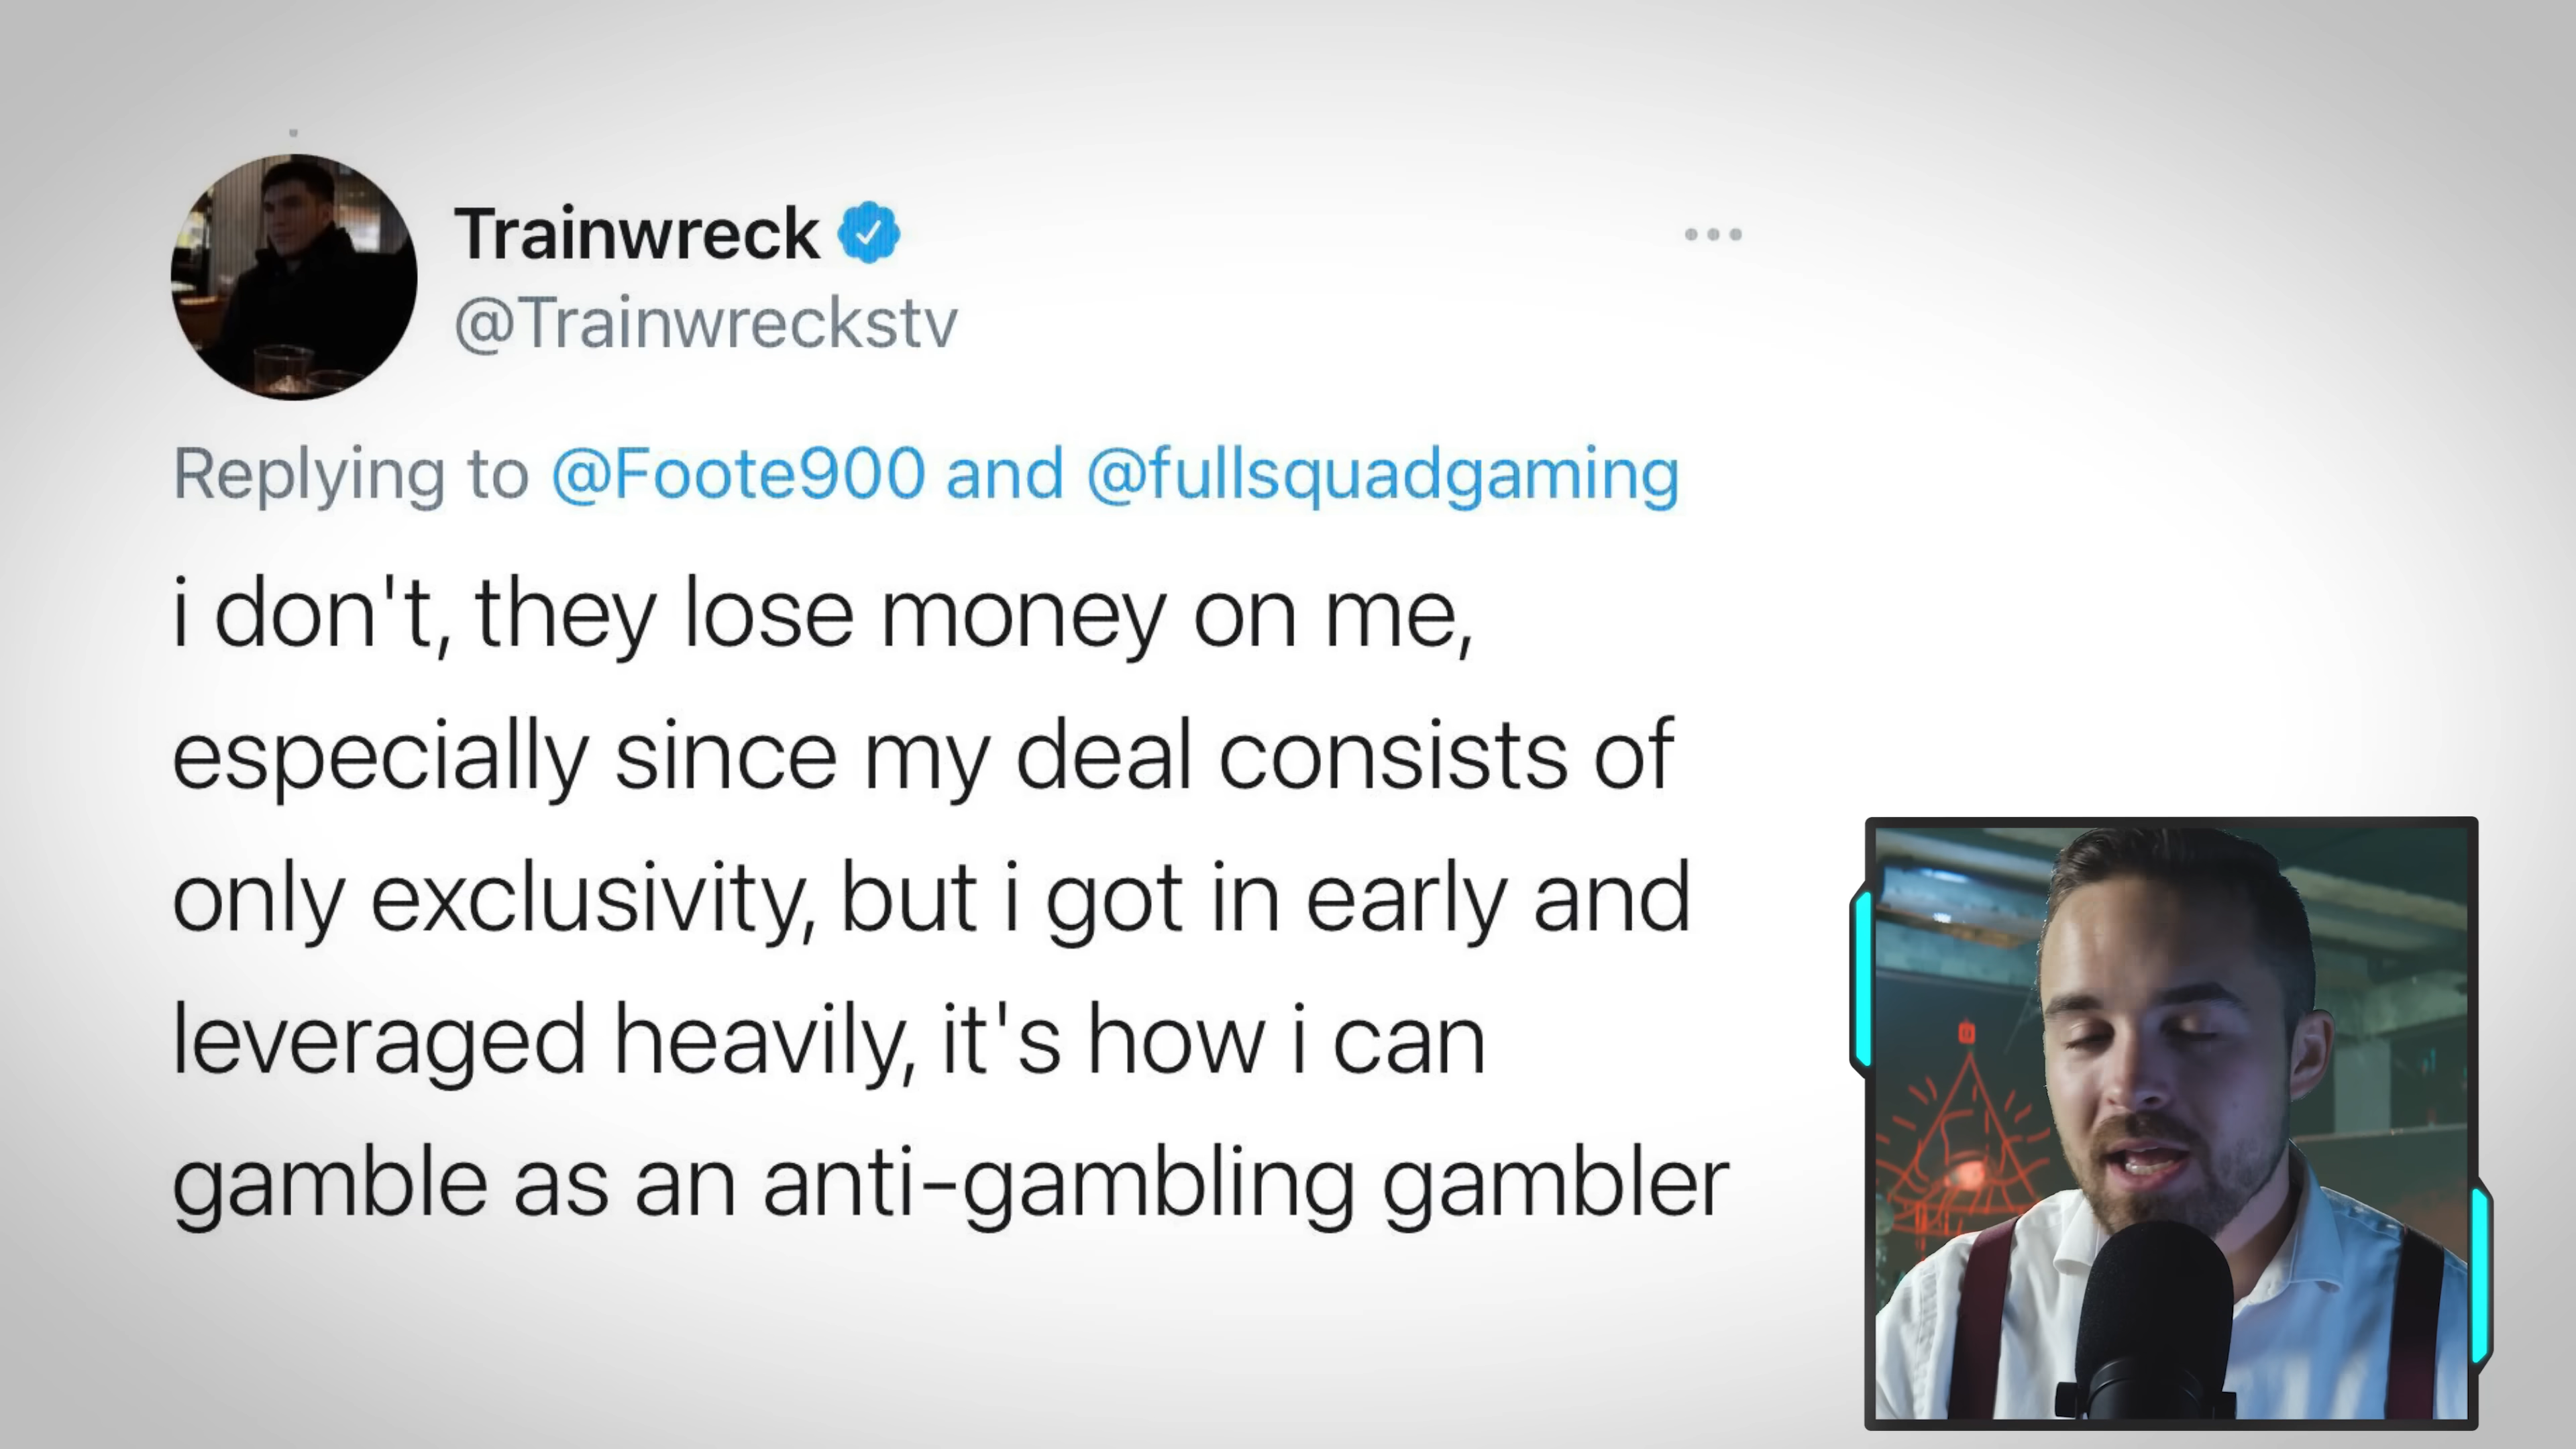 Trainwreck
@Trainwreckstv
Replying to @Foote900 and @fullsquadgaming
i don't, they lose money on me,
especially since my deal consists of
only exclusivity, but i got in early and
leveraged heavily, it's how i can
gamble as an anti-gambling gambler